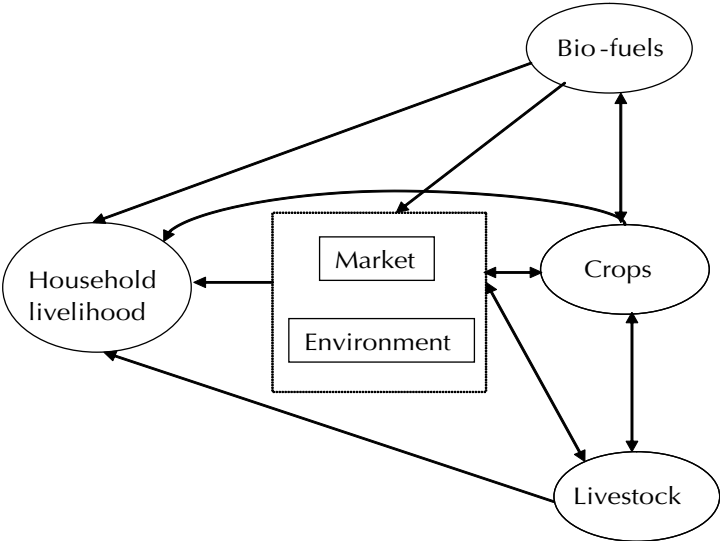 Bio-fuels
Market
Crops
Household
livelihood
Environment
Livestock